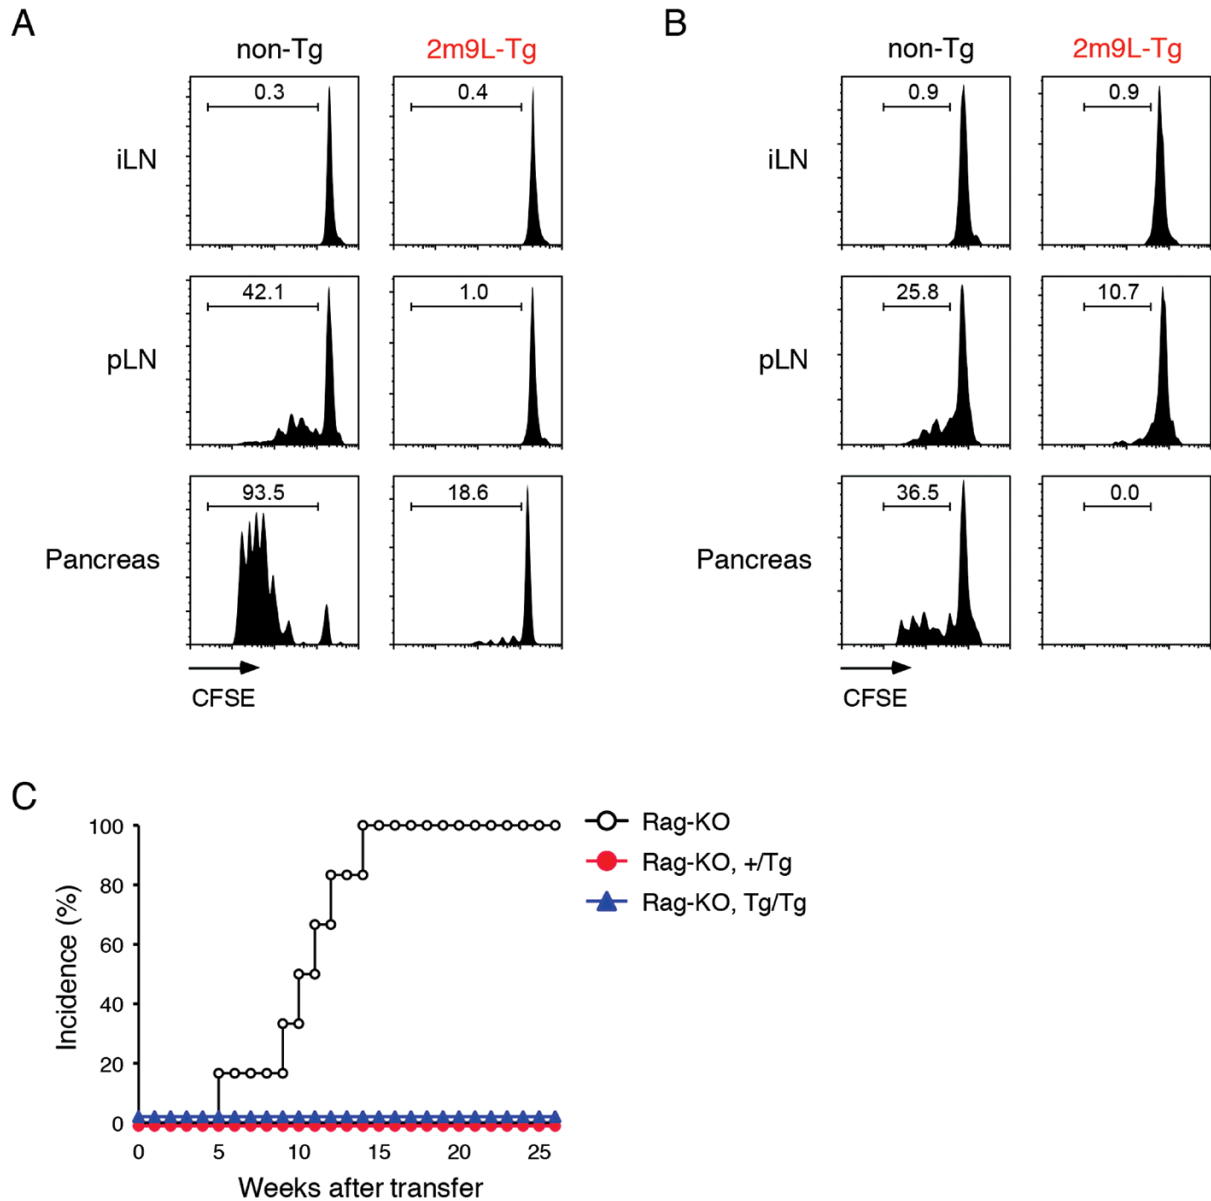 A
B
non-Tg 2m9L-Tg
non-Tg 2m9L-Tg
iLN
0.3 0.4
iLN
0.9 0.9
pLN
42.1 1.0
pLN
25.8 10.7
Pancreas
93.5 18.6
Pancreas
36.5 0.0
CFSE
CFSE
C
Incidence (%)
100
80
60
40
20
0
0 5 10 15 20 25
Weeks after transfer
Rag-KO
Rag-KO, +/Tg
Rag-KO, Tg/Tg